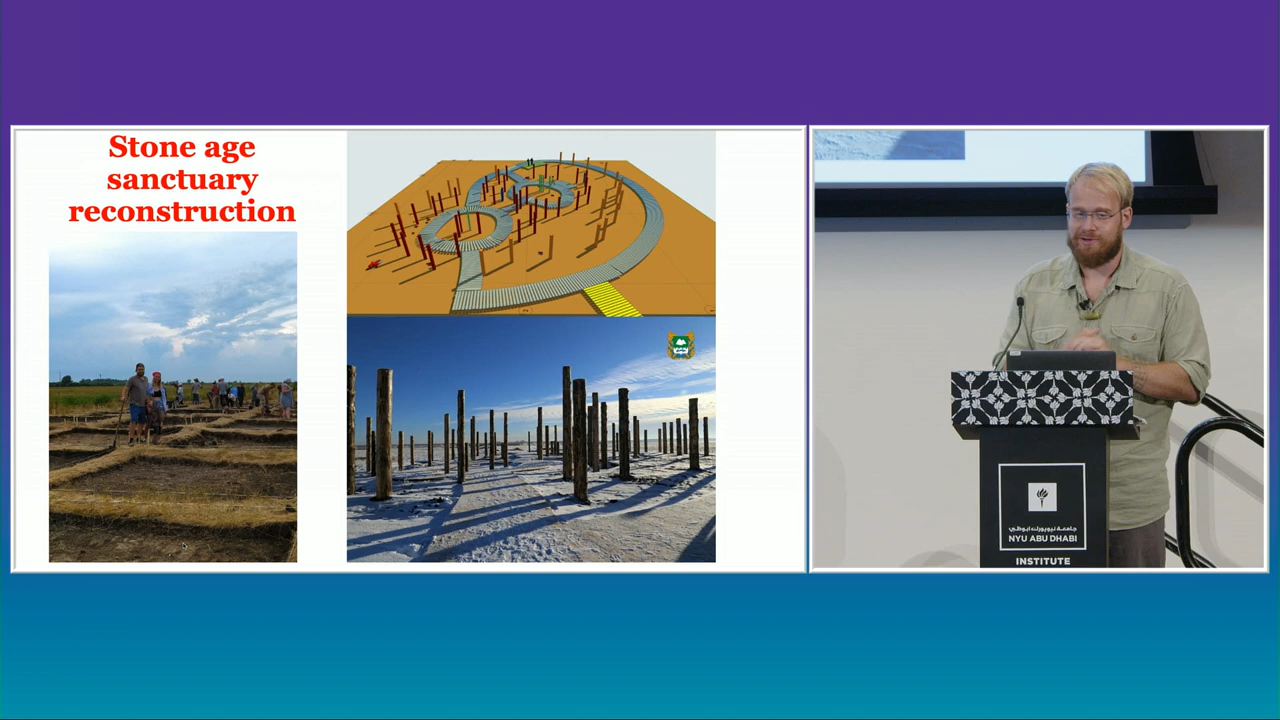 Stone age
sanctuary
reconstruction
جامعة نيويورك أبوظبي
NYU ABU DHABI
INSTITUTE